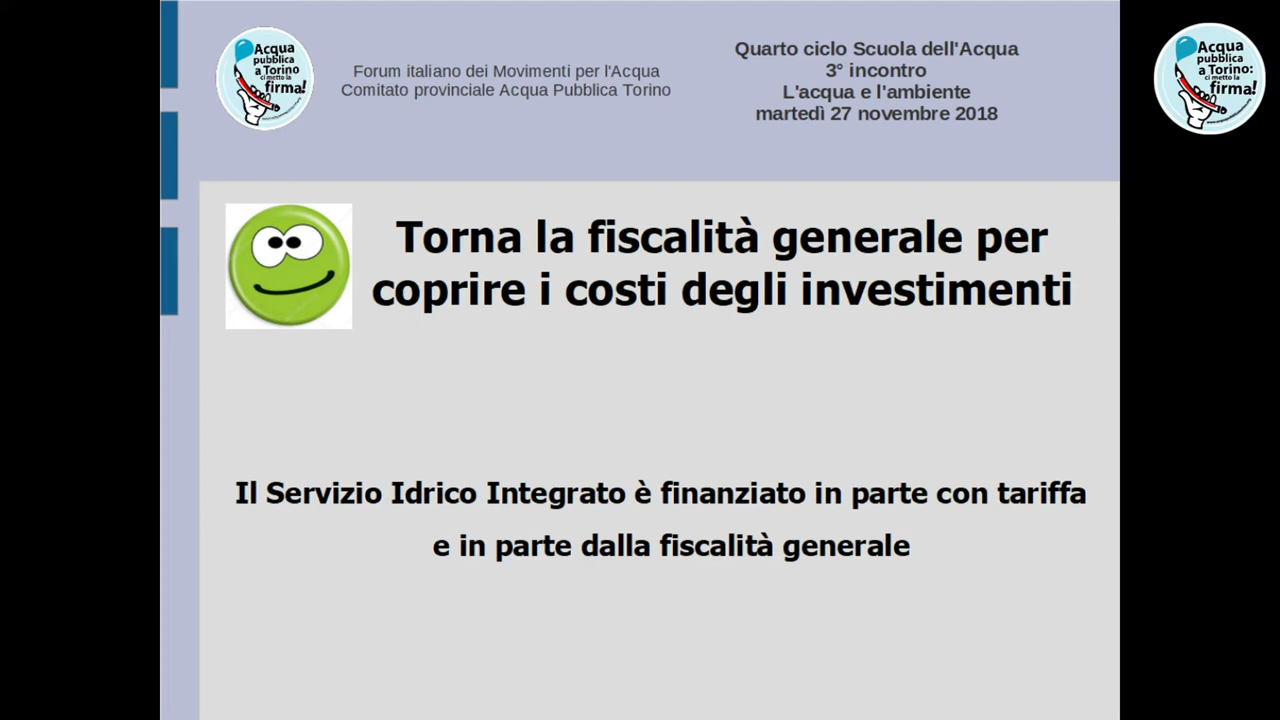 Acqua
pubblica
a Torino
ci metto la
firma!
Forum italiano dei Movimenti per l'Acqua
Comitato provinciale Acqua Pubblica Torino
Quarto ciclo Scuola dell'Acqua
3° incontro
L'acqua e l'ambiente
martedì 27 novembre 2018
Acqua
pubblica
a Torino:
ci metto la
firma!
Torna la fiscalità generale per
coprire i costi degli investimenti
Il Servizio Idrico Integrato è finanziato in parte con tariffa
e in parte dalla fiscalità generale